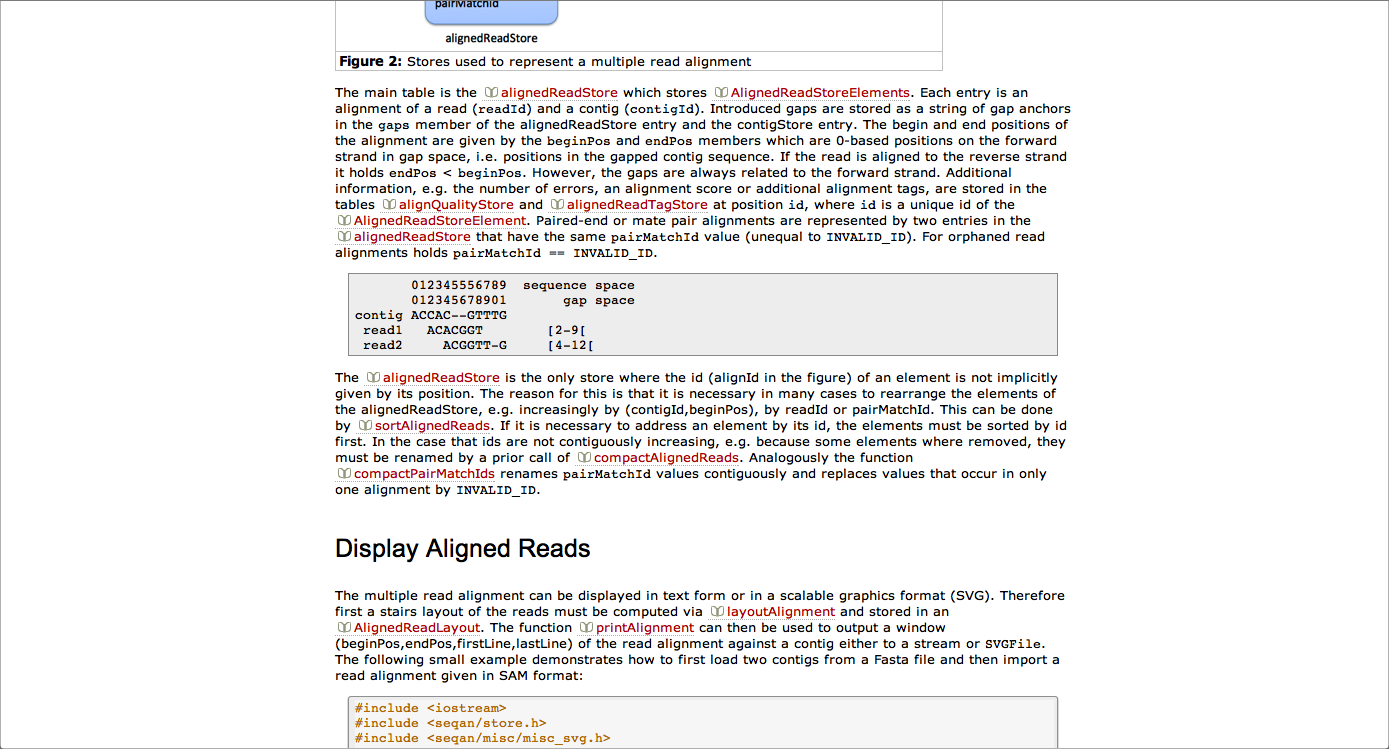 pairMatchId
alignedReadStore
Figure 2: Stores used to represent a multiple read alignment
The main table is the alignedReadStore which stores AlignedReadStoreElements. Each entry is an
alignment of a read (readId) and a contig (contigId). Introduced gaps are stored as a string of gap anchors
in the gaps member of the alignedReadStore entry and the contigStore entry. The begin and end positions of
the alignment are given by the beginPos and endPos members which are 0-based positions on the forward
strand in gap space, i.e. positions in the gapped contig sequence. If the read is aligned to the reverse strand
it holds endPos < beginPos. However, the gaps are always related to the forward strand. Additional
information, e.g. the number of errors, an alignment score or additional alignment tags, are stored in the
tables alignQualityStore and alignedReadTagStore at position id, where id is a unique id of the
AlignedReadStoreElement. Paired-end or mate pair alignments are represented by two entries in the
alignedReadStore that have the same pairMatchId value (unequal to INVALID_ID). For orphaned read
alignments holds pairMatchId == INVALID_ID.
012345556789 sequence space
012345678901 gap space
contig ACCAC--GTTTG
read1 ACACGGT [2-9[
read2 ACGGTT-G [4-12[
The alignedReadStore is the only store where the id (alignId in the figure) of an element is not implicitly
given by its position. The reason for this is that it is necessary in many cases to rearrange the elements of
the alignedReadStore, e.g. increasingly by (contigId,beginPos), by readId or pairMatchId. This can be done
by sortAlignedReads. If it is necessary to address an element by its id, the elements must be sorted by id
first. In the case that ids are not contiguously increasing, e.g. because some elements where removed, they
must be renamed by a prior call of compactAlignedReads. Analogously the function
compactPairMatchIds renames pairMatchId values contiguously and replaces values that occur in only
one alignment by INVALID_ID.
Display Aligned Reads
The multiple read alignment can be displayed in text form or in a scalable graphics format (SVG). Therefore
first a stairs layout of the reads must be computed via layoutAlignment and stored in an
AlignedReadLayout. The function printAlignment can then be used to output a window
(beginPos,endPos,firstLine,lastLine) of the read alignment against a contig either to a stream or SVGFile.
The following small example demonstrates how to first load two contigs from a Fasta file and then import a
read alignment given in SAM format:
#include <iostream>
#include <seqan/store.h>
#include <seqan/misc/misc_svg.h>